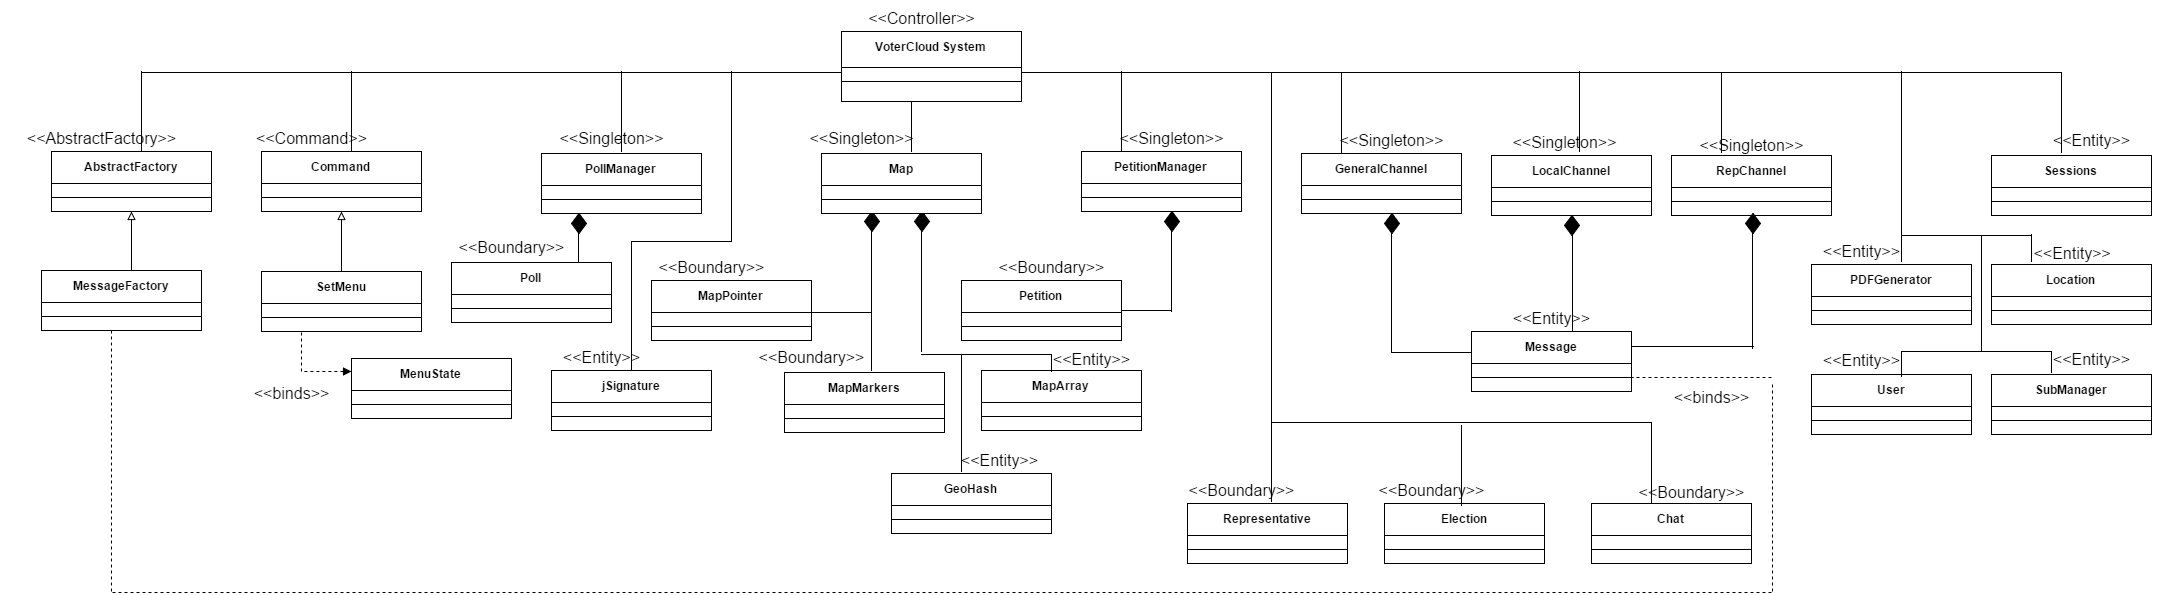 <<Controller>>
VoterCloud System
<<AbstractFactory>>
AbstractFactory
<<Command>>
Command
<<Singleton>>
PollManager
<<Singleton>>
Map
<<Singleton>>
PetitionManager
<<Singleton>>
GeneralChannel
<<Singleton>>
LocalChannel
<<Singleton>>
RepChannel
<<Entity>>
Sessions
MessageFactory
SetMenu
<<Boundary>>
Poll
<<Boundary>>
MapPointer
<<Boundary>>
Petition
<<Entity>>
PDFGenerator
<<Entity>>
Location
<<Entity>>
Message
<<binds>>
MenuState
<<Entity>>
jSignature
<<Boundary>>
MapMarkers
<<Entity>>
MapArray
<<binds>>
<<Entity>>
User
<<Entity>>
SubManager
<<Entity>>
GeoHash
<<Boundary>>
Representative
<<Boundary>>
Election
<<Boundary>>
Chat